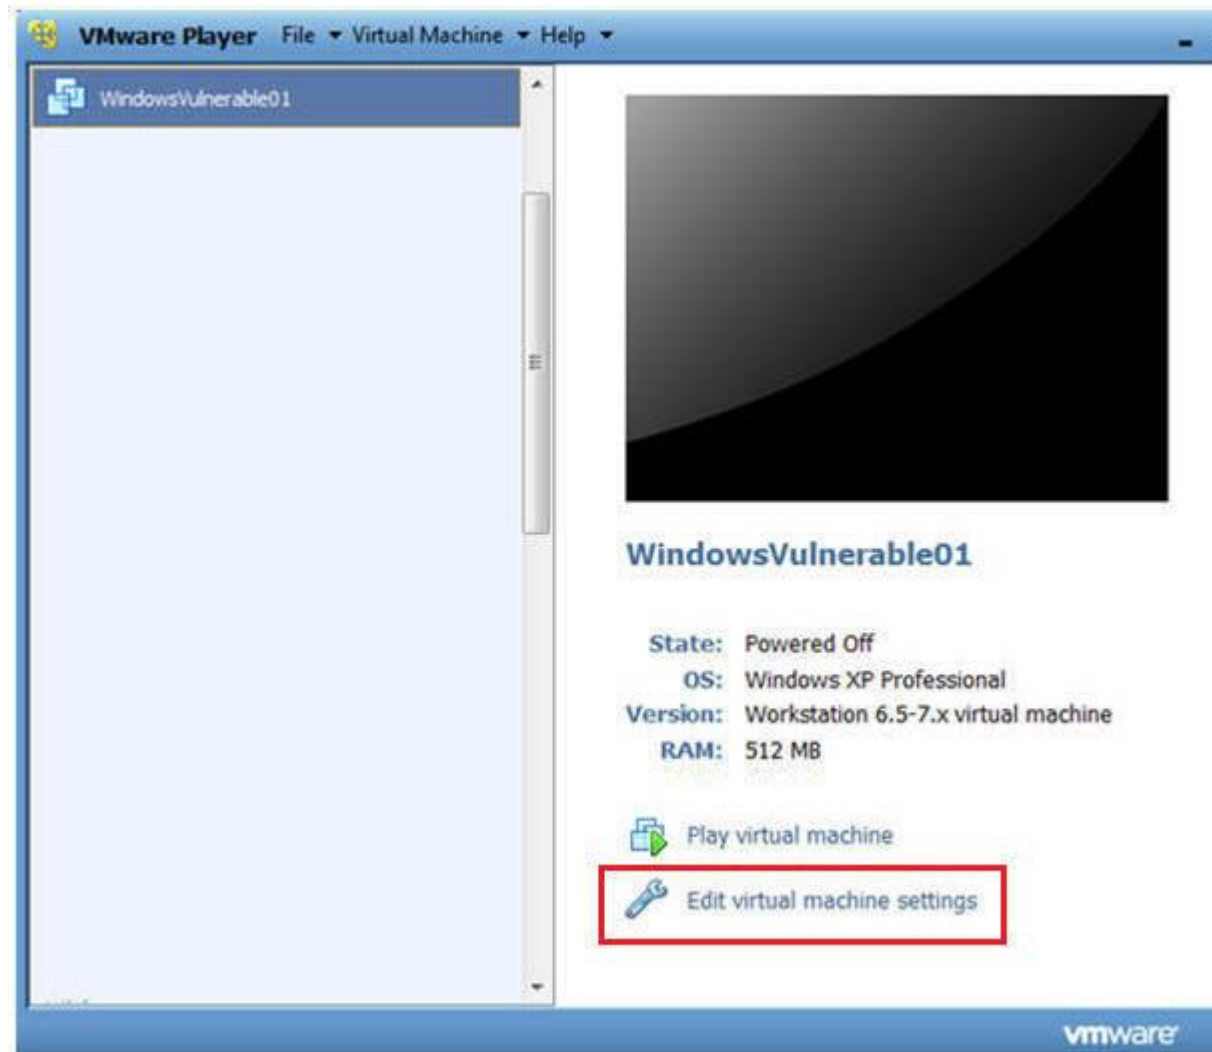 VMware Player File Virtual Machine Help
WindowsVulnerable01
WindowsVulnerable01
State: Powered Off
OS: Windows XP Professional
Version: Workstation 6.5-7.x virtual machine
RAM: 512 MB
Play virtual machine
Edit virtual machine settings
vmware